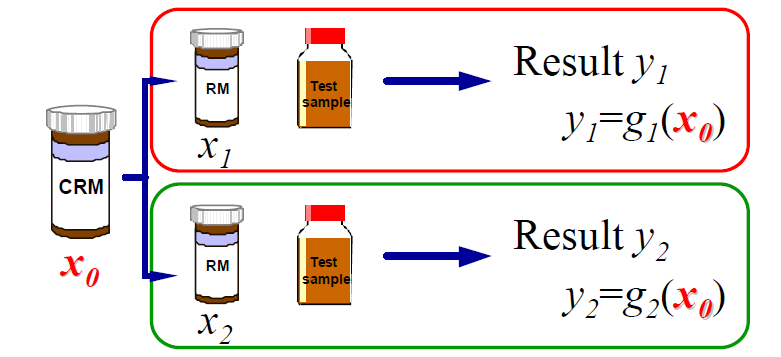 CRM
x0
RM
x1
Test
sample
Result y1
y1=g1(x0)
RM
x2
Test
sample
Result y2
y2=g2(x0)